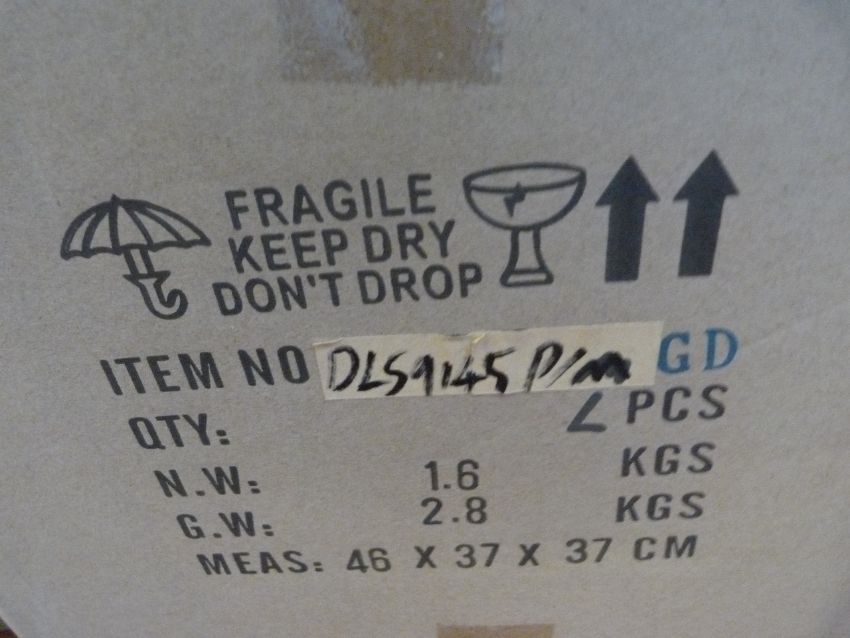 FRAGILE
KEEP DRY
DON'T DROP
ITEM NO DLS9145 P/m GD
QTY: PCS
N.W: 1.6 KGS
G.W: 2.8 KGS
MEAS: 46 X 37 X 37 CM